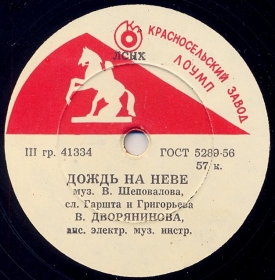 ЛСНХ
КРАСНОСЕЛЬСКИЙ ЗАВОД
ЛОУМП
III гр. 41334
ГОСТ 5289-56
57 к.
ДОЖДЬ НА НЕВЕ
муз. В. Шеповалова,
сл. Гаршта и Григорьева
В. ДВОРЯНИНОВА,
анс. электр. муз. инстр.